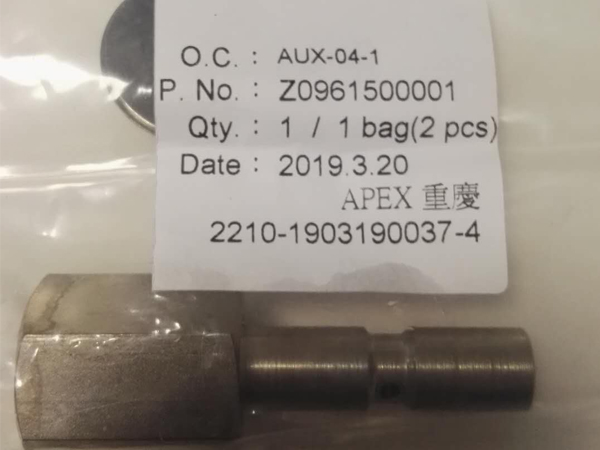 O.C. : AUX-04-1
P. No. : Z0961500001
Qty. : 1 / 1 bag(2 pcs)
Date : 2019.3.20
APEX 重慶
2210-1903190037-4